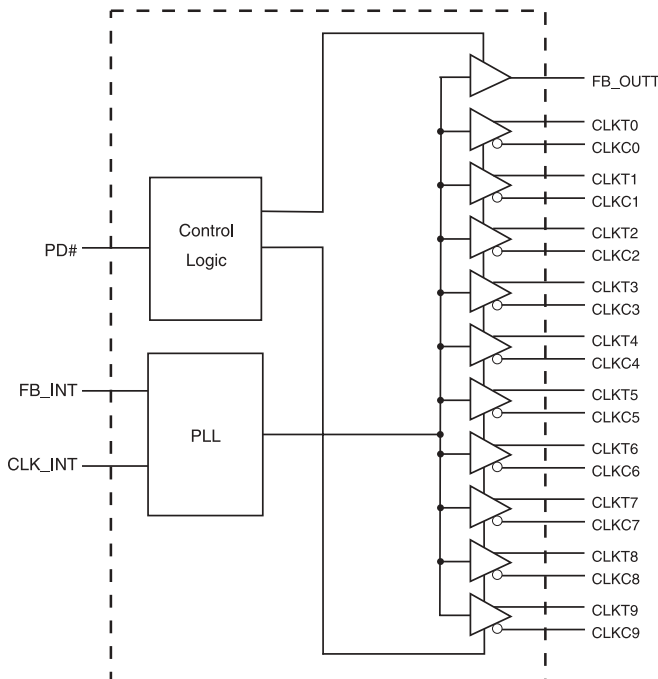 FB_OUTT
CLKT0
CLKC0
CLKT1
CLKC1
Control
Logic
PD#
CLKT2
CLKC2
CLKT3
CLKC3
CLKT4
CLKC4
FB_INT
CLKT5
CLKC5
PLL
CLK_INT
CLKT6
CLKC6
CLKT7
CLKC7
CLKT8
CLKC8
CLKT9
CLKC9